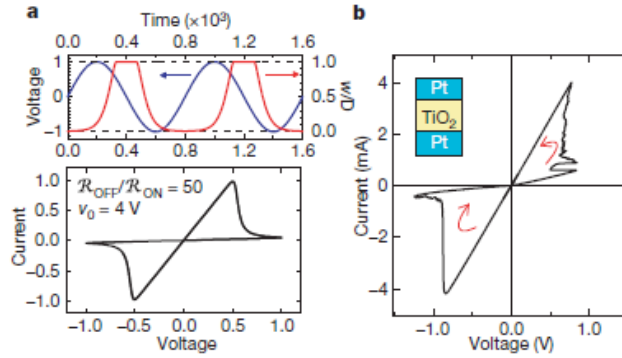 a
Time (×10³)
0.0 0.4 0.8 1.2 1.6
Voltage
1
0
−1
1.0
0.5
0.0
w/D
0.0 0.4 0.8 1.2 1.6
Current
1.0
0.5
0.0
−0.5
−1.0
ℛOFF/ℛON = 50
v₀ = 4 V
−1.0 −0.5 0.0 0.5 1.0
Voltage
b
Current (mA)
4
2
0
−2
−4
Pt
TiO₂
Pt
−1.0 0.0 1.0
Voltage (V)